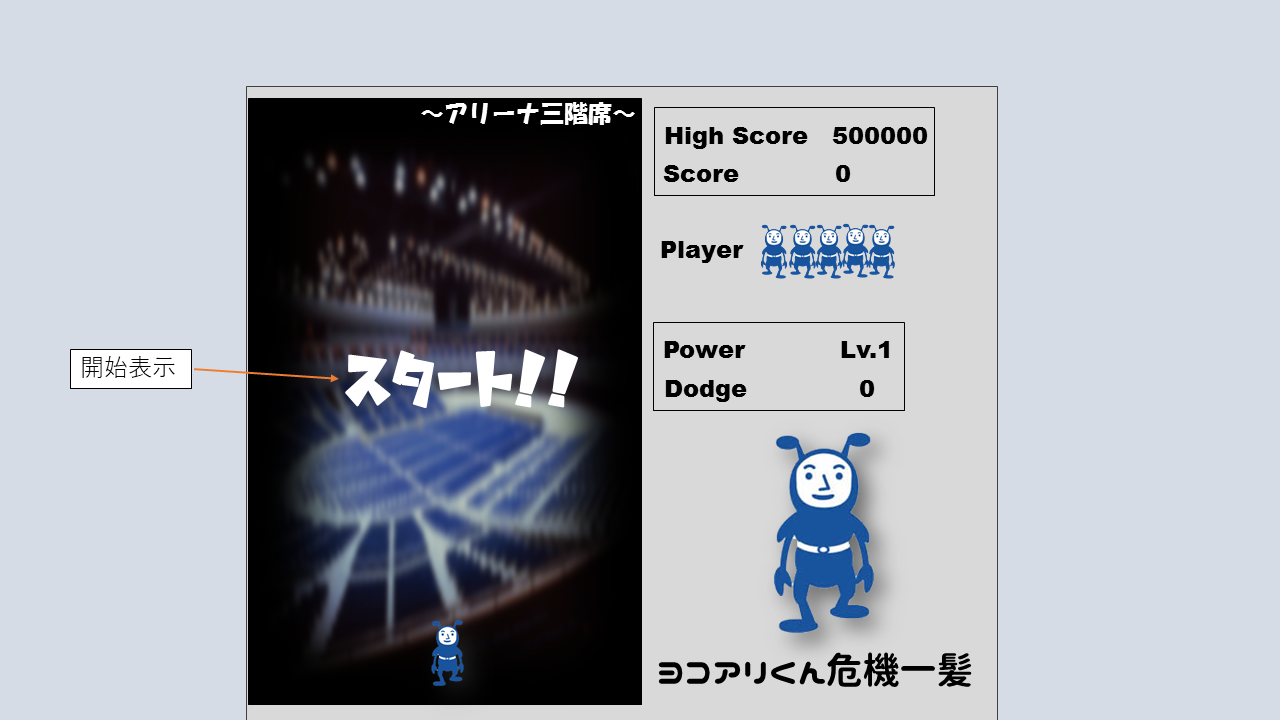 ～アリーナ三階席～
High Score 500000
Score 0
Player
開始表示
スタート!!
Power Lv.1
Dodge 0
ヨコアリくん危機一髪